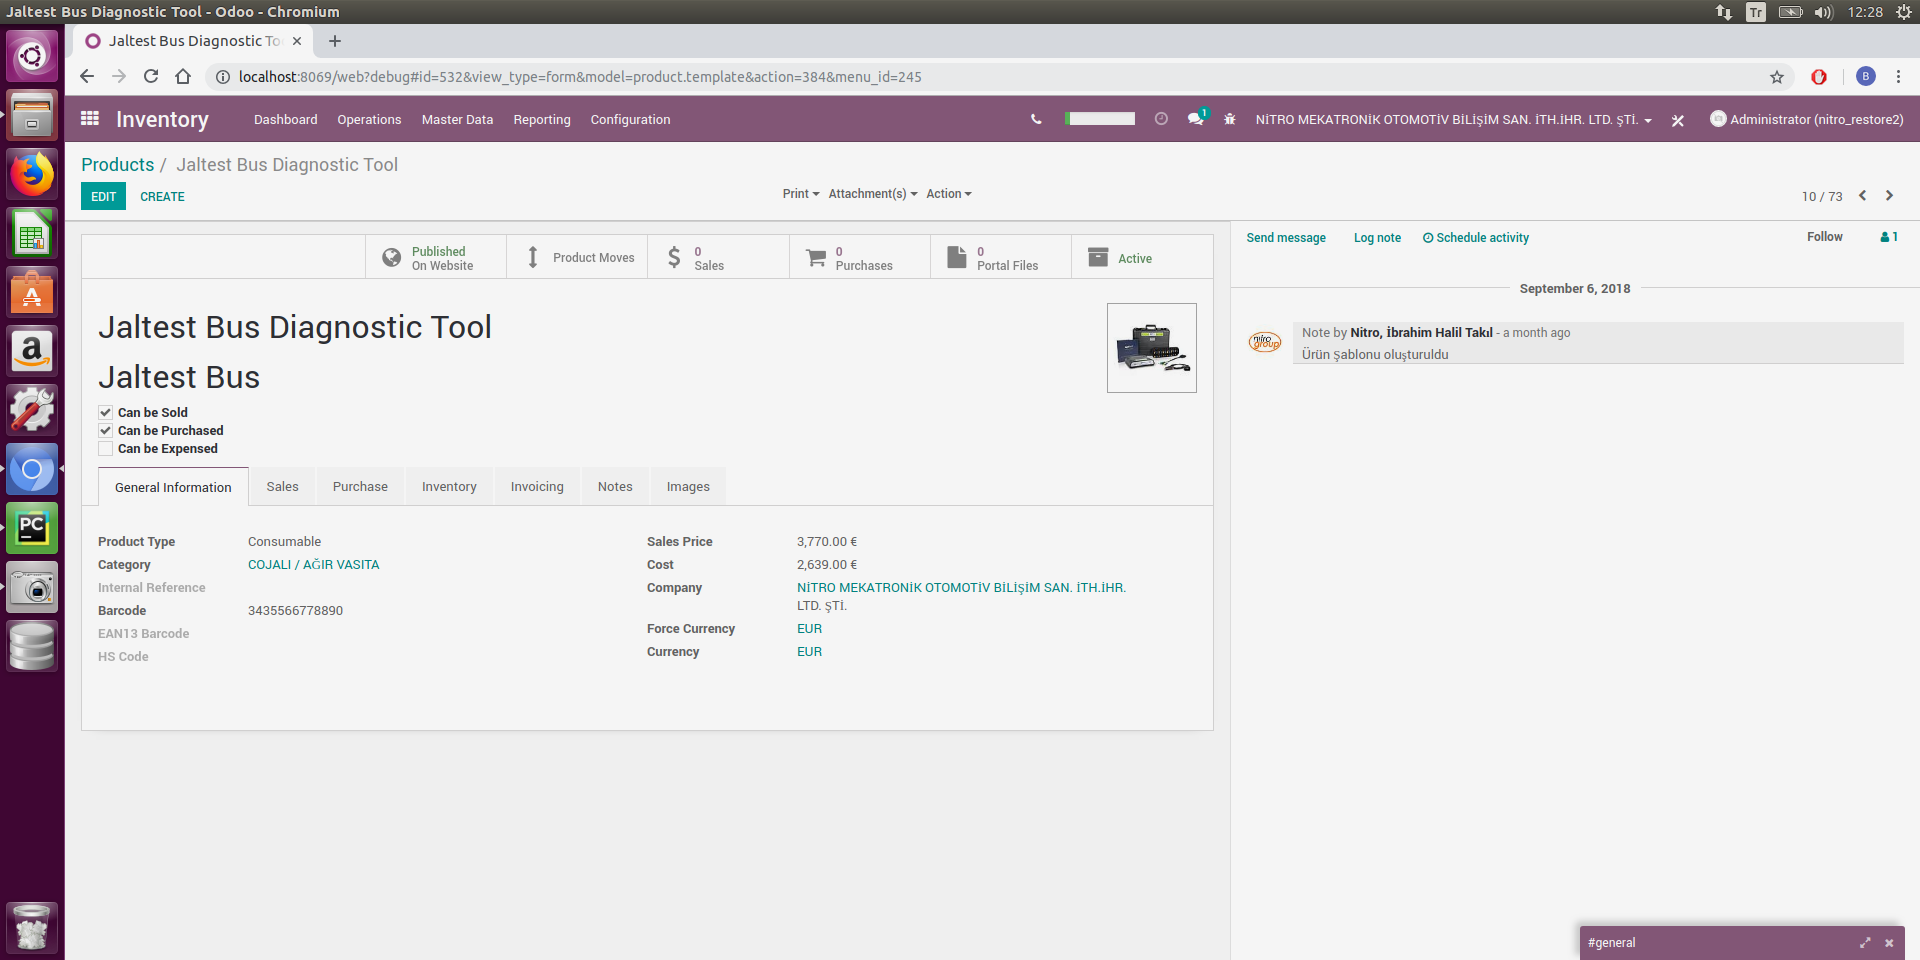 Jaltest Bus Diagnostic Tool - Odoo - Chromium
Tr
12:28
Jaltest Bus Diagnostic To
localhost:8069/web?debug#id=532&view_type=form&model=product.template&action=384&menu_id=245
B
Inventory
Dashboard
Operations
Master Data
Reporting
Configuration
1
NİTRO MEKATRONİK OTOMOTİV BİLİŞİM SAN. İTH.İHR. LTD. ŞTİ.
Administrator (nitro_restore2)
Products / Jaltest Bus Diagnostic Tool
EDIT
CREATE
Print
Attachment(s)
Action
10 / 73
Published
On Website
Product Moves
0
Sales
0
Purchases
0
Portal Files
Active
Send message
Log note
Schedule activity
Follow
1
September 6, 2018
Jaltest Bus Diagnostic Tool
Jaltest Bus
Can be Sold
Can be Purchased
Can be Expensed
nitro
group
Note by Nitro, İbrahim Halil Takıl - a month ago
Ürün Şablonu oluşturuldu
General Information
Sales
Purchase
Inventory
Invoicing
Notes
Images
Product Type Consumable
Category COJALI / AĞIR VASITA
Internal Reference
Barcode 3435566778890
EAN13 Barcode
HS Code
Sales Price 3,770.00 €
Cost 2,639.00 €
Company NİTRO MEKATRONİK OTOMOTİV BİLİŞİM SAN. İTH.İHR.
LTD. ŞTİ.
Force Currency EUR
Currency EUR
PC
a
#general